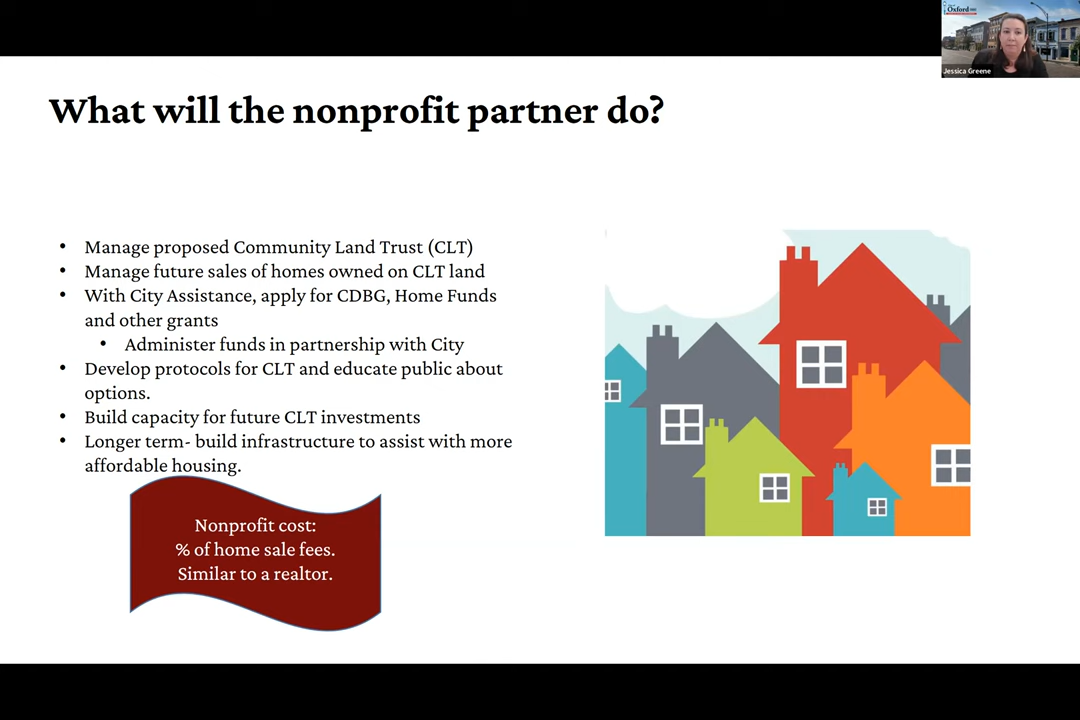 Oxford
Jessica Greene
What will the nonprofit partner do?
• Manage proposed Community Land Trust (CLT)
• Manage future sales of homes owned on CLT land
• With City Assistance, apply for CDBG, Home Funds
and other grants
• Administer funds in partnership with City
• Develop protocols for CLT and educate public about
options.
• Build capacity for future CLT investments
• Longer term- build infrastructure to assist with more
affordable housing.
Nonprofit cost:
% of home sale fees.
Similar to a realtor.